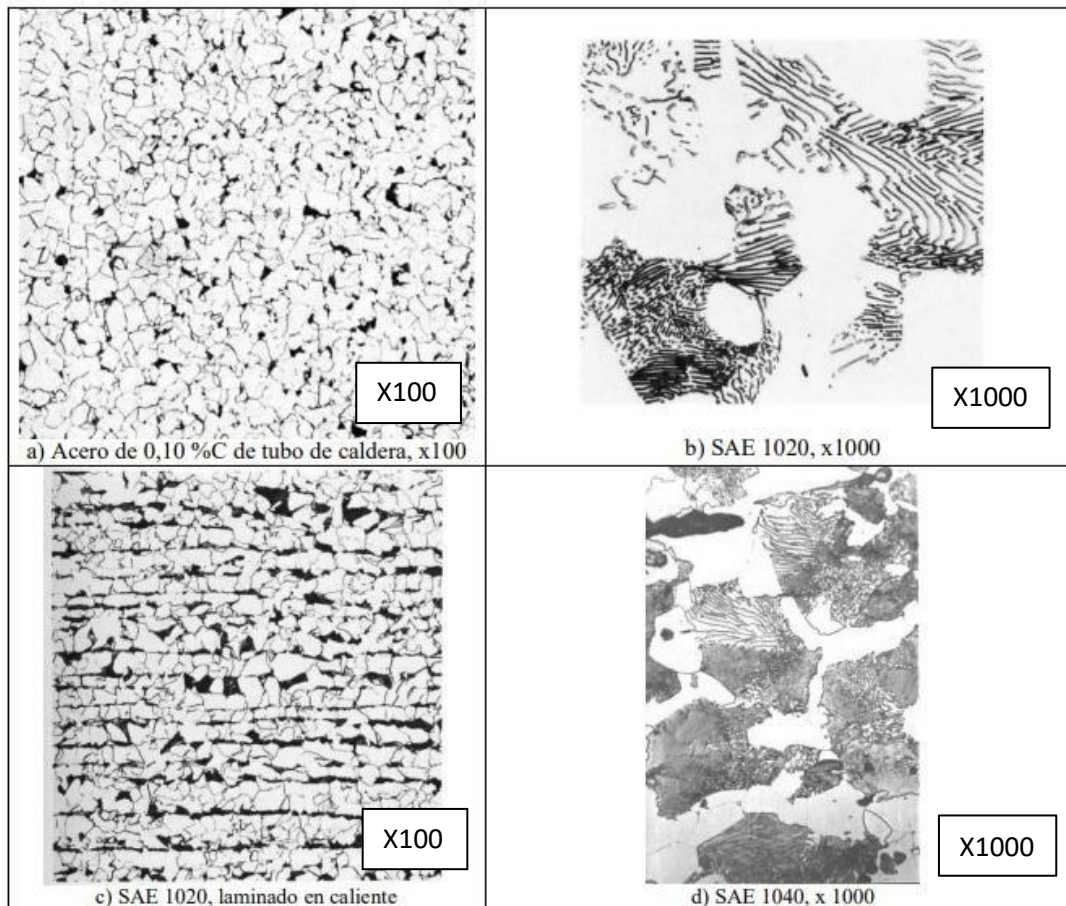 X100
a) Acero de 0,10 %C de tubo de caldera, x100
X1000
b) SAE 1020, x1000
X100
c) SAE 1020, laminado en caliente
X1000
d) SAE 1040, x 1000